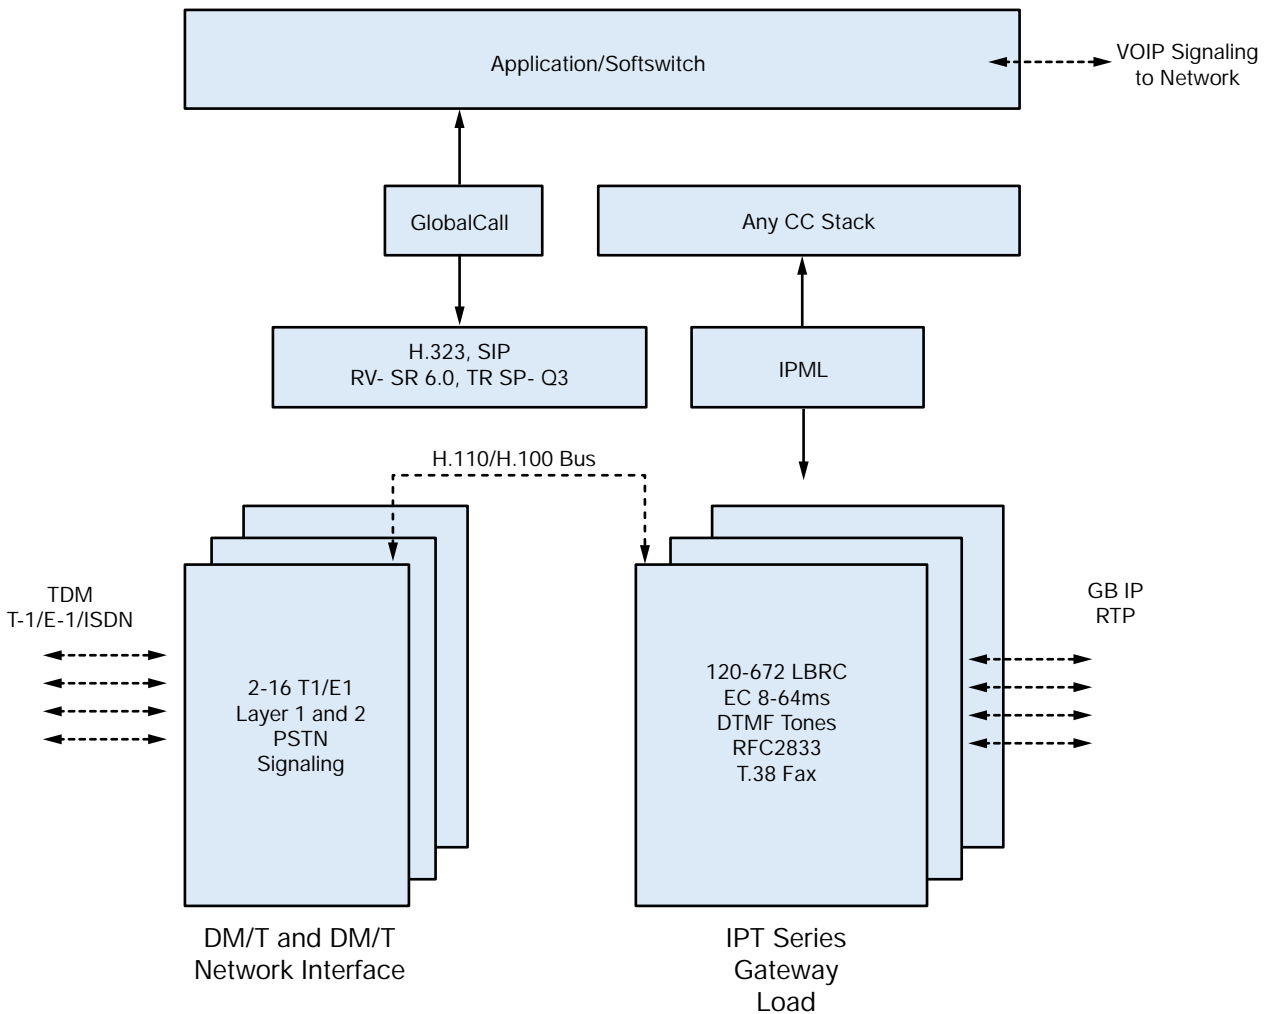 Application/Softswitch
VOIP Signaling
to Network
GlobalCall
Any CC Stack
H.323, SIP
RV- SR 6.0, TR SP- Q3
IPML
H.110/H.100 Bus
TDM
T-1/E-1/ISDN
2-16 T1/E1
Layer 1 and 2
PSTN
Signaling
120-672 LBRC
EC 8-64ms
DTMF Tones
RFC2833
T.38 Fax
GB IP
RTP
DM/T and DM/T
Network Interface
IPT Series
Gateway
Load